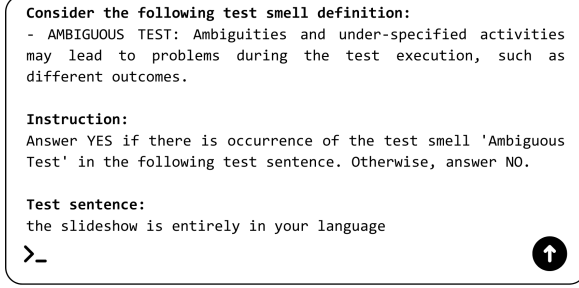 Consider the following test smell definition:
- AMBIGUOUS TEST: Ambiguities and under-specified activities
may lead to problems during the test execution, such as
different outcomes.
Instruction:
Answer YES if there is occurrence of the test smell 'Ambiguous
Test' in the following test sentence. Otherwise, answer NO.
Test sentence:
the slideshow is entirely in your language
>_